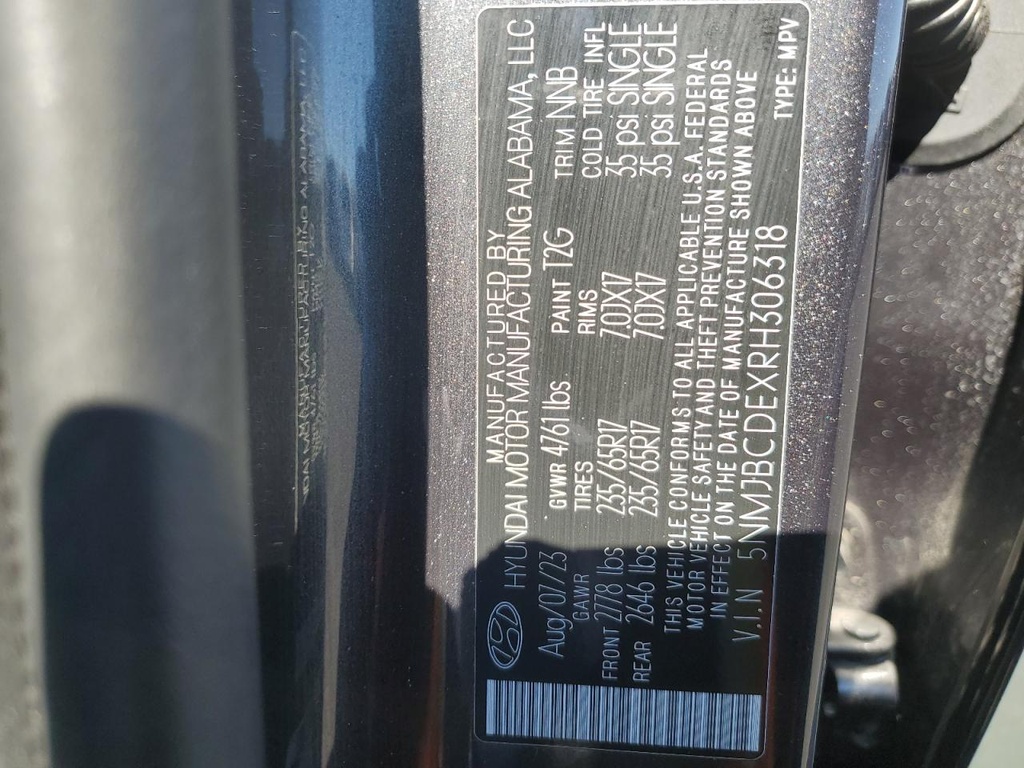 MANUFACTURED BY
HYUNDAI MOTOR MANUFACTURING ALABAMA, LLC
Aug/07/23 GVWR 4761 lbs PAINT T2G TRIM NNB
GAWR TIRES RIMS COLD TIRE INFL
FRONT 2778 lbs 235/65R17 7.0JX17 35 psi SINGLE
REAR 2646 lbs 235/65R17 7.0JX17 35 psi SINGLE
THIS VEHICLE CONFORMS TO ALL APPLICABLE U.S.A. FEDERAL
MOTOR VEHICLE SAFETY AND THEFT PREVENTION STANDARDS
IN EFFECT ON THE DATE OF MANUFACTURE SHOWN ABOVE
V.I.N 5NMJBCDEXRH306318 TYPE: MPV